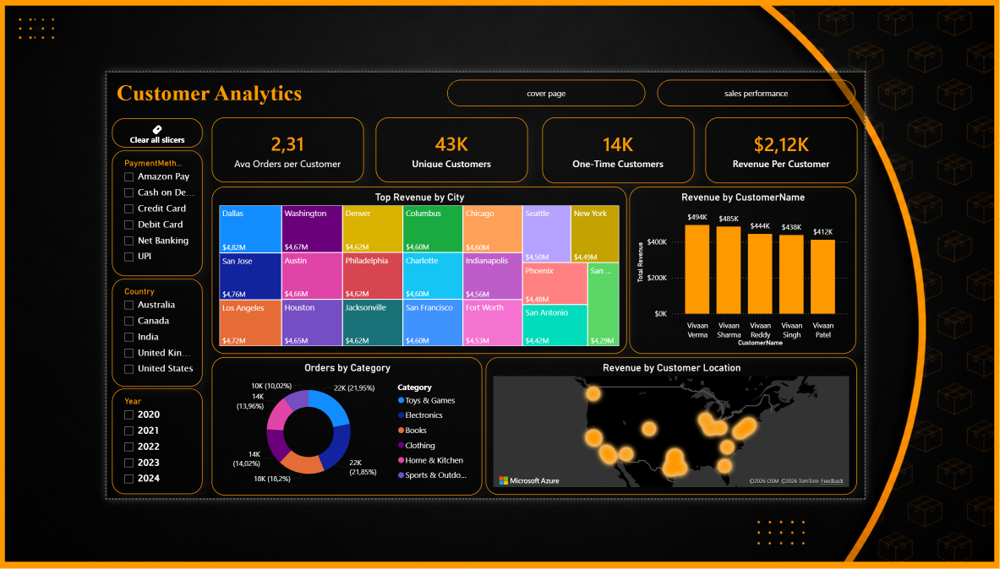 Customer Analytics
cover page
sales performance
Clear all slicers
2,31
Avg Orders per Customer
43K
Unique Customers
14K
One-Time Customers
$2,12K
Revenue Per Customer
PaymentMeth...
Amazon Pay
Cash on De...
Credit Card
Debit Card
Net Banking
UPI
Country
Australia
Canada
India
United Kin...
United States
Year
2020
2021
2022
2023
2024
Top Revenue by City
Dallas
$4,82M
San Jose
$4,76M
Los Angeles
$4,72M
Washington
$4,67M
Austin
$4,66M
Houston
$4,65M
Denver
$4,62M
Philadelphia
$4,62M
Jacksonville
$4,62M
Columbus
$4,60M
Charlotte
$4,60M
San Francisco
$4,60M
Chicago
$4,60M
Indianapolis
$4,56M
Fort Worth
$4,53M
Seattle
$4,50M
New York
$4,49M
Phoenix
$4,48M
San Antonio
$4,42M
San ...
$4,29M
Revenue by CustomerName
Total Revenue
$400K
$200K
$0K
$494K
$485K
$444K
$438K
$412K
Vivaan
Verma
Vivaan
Sharma
Vivaan
Reddy
Vivaan
Singh
Vivaan
Patel
CustomerName
Orders by Category
22K (21,95%)
22K
(21,85%)
18K (18,2%)
14K
(14,02%)
14K
(13,96%)
10K (10,02%)
Category
Toys & Games
Electronics
Books
Clothing
Home & Kitchen
Sports & Outdo...
Revenue by Customer Location
Microsoft Azure
©2026 OSM ©2026 TomTom Feedback